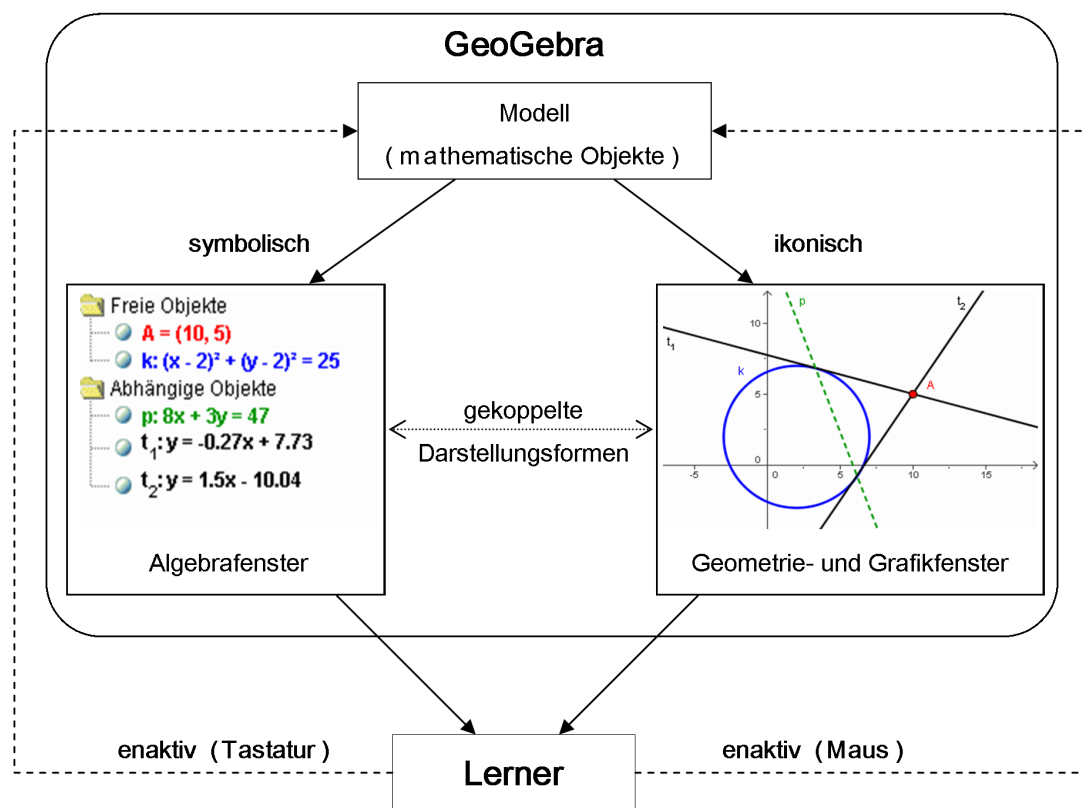 GeoGebra
Modell
( mathematische Objekte )
symbolisch
ikonisch
Freie Objekte
A = (10, 5)
k: (x - 2)² + (y - 2)² = 25
Abhängige Objekte
p: 8x + 3y = 47
t₁: y = -0.27x + 7.73
t₂: y = 1.5x - 10.04
Algebrafenster
gekoppelte
Darstellungsformen
p
t₂
10
t₁
k
A
5
0
-5
0
5
10
15
Geometrie- und Grafikfenster
enaktiv (Tastatur)
enaktiv (Maus)
Lerner